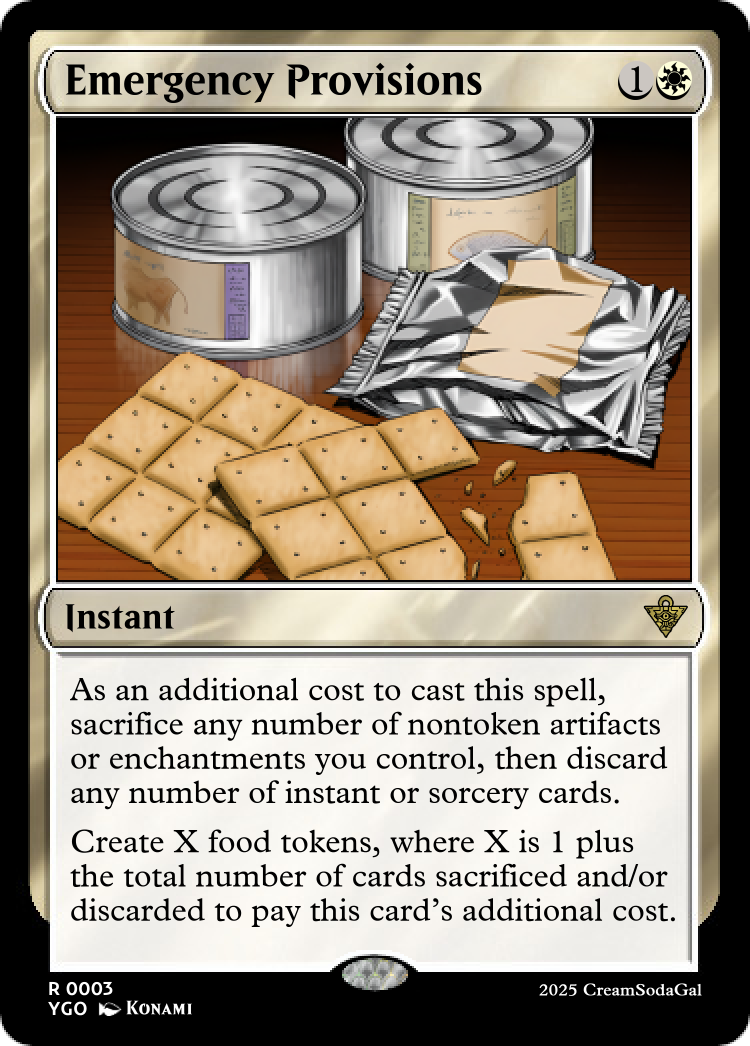 Emergency Provisions 1
Instant
As an additional cost to cast this spell,
sacrifice any number of nontoken artifacts
or enchantments you control, then discard
any number of instant or sorcery cards.
Create X food tokens, where X is 1 plus
the total number of cards sacrificed and/or
discarded to pay this card's additional cost.
R 0003
YGO KONAMI
2025 CreamSodaGal